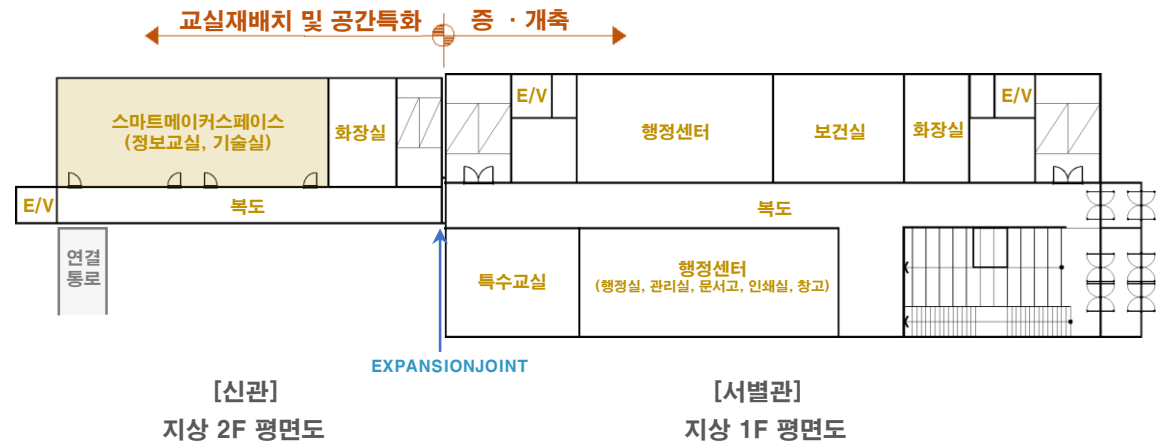 교실재배치 및 공간특화
증 · 개축
스마트메이커스페이스
(정보교실, 기술실)
화장실
E/V
행정센터
보건실
화장실
E/V
E/V
복도
복도
연결
통로
특수교실
행정센터
(행정실, 관리실, 문서고, 인쇄실, 창고)
EXPANSIONJOINT
[신관]
지상 2F 평면도
[서별관]
지상 1F 평면도